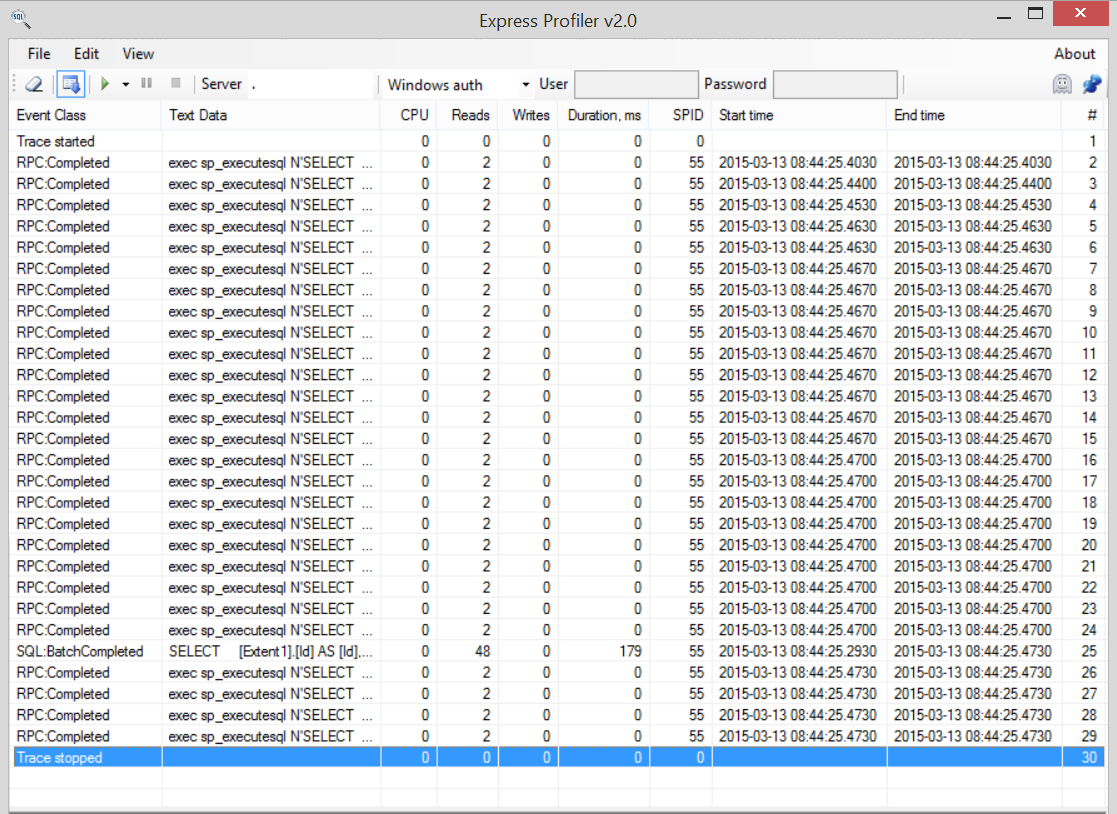 SQL
Express Profiler v2.0
File Edit View About
Server . Windows auth User Password
Event Class Text Data CPU Reads Writes Duration, ms SPID Start time End time #
Trace started 0 0 0 0 0 1
RPC:Completed exec sp_executesql N'SELECT ... 0 2 0 0 55 2015-03-13 08:44:25.4030 2015-03-13 08:44:25.4030 2
RPC:Completed exec sp_executesql N'SELECT ... 0 2 0 0 55 2015-03-13 08:44:25.4400 2015-03-13 08:44:25.4400 3
RPC:Completed exec sp_executesql N'SELECT ... 0 2 0 0 55 2015-03-13 08:44:25.4530 2015-03-13 08:44:25.4530 4
RPC:Completed exec sp_executesql N'SELECT ... 0 2 0 0 55 2015-03-13 08:44:25.4630 2015-03-13 08:44:25.4630 5
RPC:Completed exec sp_executesql N'SELECT ... 0 2 0 0 55 2015-03-13 08:44:25.4630 2015-03-13 08:44:25.4630 6
RPC:Completed exec sp_executesql N'SELECT ... 0 2 0 0 55 2015-03-13 08:44:25.4670 2015-03-13 08:44:25.4670 7
RPC:Completed exec sp_executesql N'SELECT ... 0 2 0 0 55 2015-03-13 08:44:25.4670 2015-03-13 08:44:25.4670 8
RPC:Completed exec sp_executesql N'SELECT ... 0 2 0 0 55 2015-03-13 08:44:25.4670 2015-03-13 08:44:25.4670 9
RPC:Completed exec sp_executesql N'SELECT ... 0 2 0 0 55 2015-03-13 08:44:25.4670 2015-03-13 08:44:25.4670 10
RPC:Completed exec sp_executesql N'SELECT ... 0 2 0 0 55 2015-03-13 08:44:25.4670 2015-03-13 08:44:25.4670 11
RPC:Completed exec sp_executesql N'SELECT ... 0 2 0 0 55 2015-03-13 08:44:25.4670 2015-03-13 08:44:25.4670 12
RPC:Completed exec sp_executesql N'SELECT ... 0 2 0 0 55 2015-03-13 08:44:25.4670 2015-03-13 08:44:25.4670 13
RPC:Completed exec sp_executesql N'SELECT ... 0 2 0 0 55 2015-03-13 08:44:25.4670 2015-03-13 08:44:25.4670 14
RPC:Completed exec sp_executesql N'SELECT ... 0 2 0 0 55 2015-03-13 08:44:25.4670 2015-03-13 08:44:25.4670 15
RPC:Completed exec sp_executesql N'SELECT ... 0 2 0 0 55 2015-03-13 08:44:25.4700 2015-03-13 08:44:25.4700 16
RPC:Completed exec sp_executesql N'SELECT ... 0 2 0 0 55 2015-03-13 08:44:25.4700 2015-03-13 08:44:25.4700 17
RPC:Completed exec sp_executesql N'SELECT ... 0 2 0 0 55 2015-03-13 08:44:25.4700 2015-03-13 08:44:25.4700 18
RPC:Completed exec sp_executesql N'SELECT ... 0 2 0 0 55 2015-03-13 08:44:25.4700 2015-03-13 08:44:25.4700 19
RPC:Completed exec sp_executesql N'SELECT ... 0 2 0 0 55 2015-03-13 08:44:25.4700 2015-03-13 08:44:25.4700 20
RPC:Completed exec sp_executesql N'SELECT ... 0 2 0 0 55 2015-03-13 08:44:25.4700 2015-03-13 08:44:25.4700 21
RPC:Completed exec sp_executesql N'SELECT ... 0 2 0 0 55 2015-03-13 08:44:25.4700 2015-03-13 08:44:25.4700 22
RPC:Completed exec sp_executesql N'SELECT ... 0 2 0 0 55 2015-03-13 08:44:25.4700 2015-03-13 08:44:25.4700 23
RPC:Completed exec sp_executesql N'SELECT ... 0 2 0 0 55 2015-03-13 08:44:25.4700 2015-03-13 08:44:25.4700 24
SQL:BatchCompleted SELECT [Extent1].[Id] AS [Id],... 0 48 0 179 55 2015-03-13 08:44:25.2930 2015-03-13 08:44:25.4730 25
RPC:Completed exec sp_executesql N'SELECT ... 0 2 0 0 55 2015-03-13 08:44:25.4730 2015-03-13 08:44:25.4730 26
RPC:Completed exec sp_executesql N'SELECT ... 0 2 0 0 55 2015-03-13 08:44:25.4730 2015-03-13 08:44:25.4730 27
RPC:Completed exec sp_executesql N'SELECT ... 0 2 0 0 55 2015-03-13 08:44:25.4730 2015-03-13 08:44:25.4730 28
RPC:Completed exec sp_executesql N'SELECT ... 0 2 0 0 55 2015-03-13 08:44:25.4730 2015-03-13 08:44:25.4730 29
Trace stopped 0 0 0 0 0 30